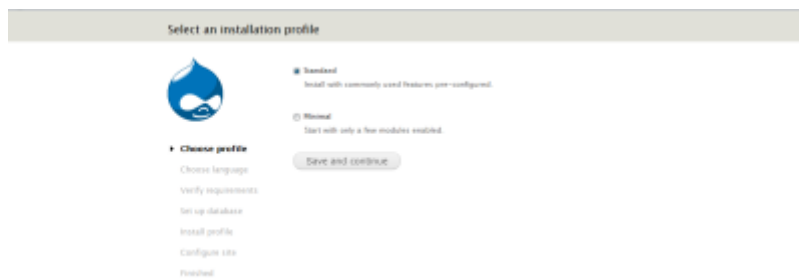 Select an installation profile
Standard
Install with commonly used features pre-configured.
Minimal
Start with only a few modules enabled.
Save and continue
Choose profile
Choose language
Verify requirements
Set up database
Install profile
Configure site
Finished